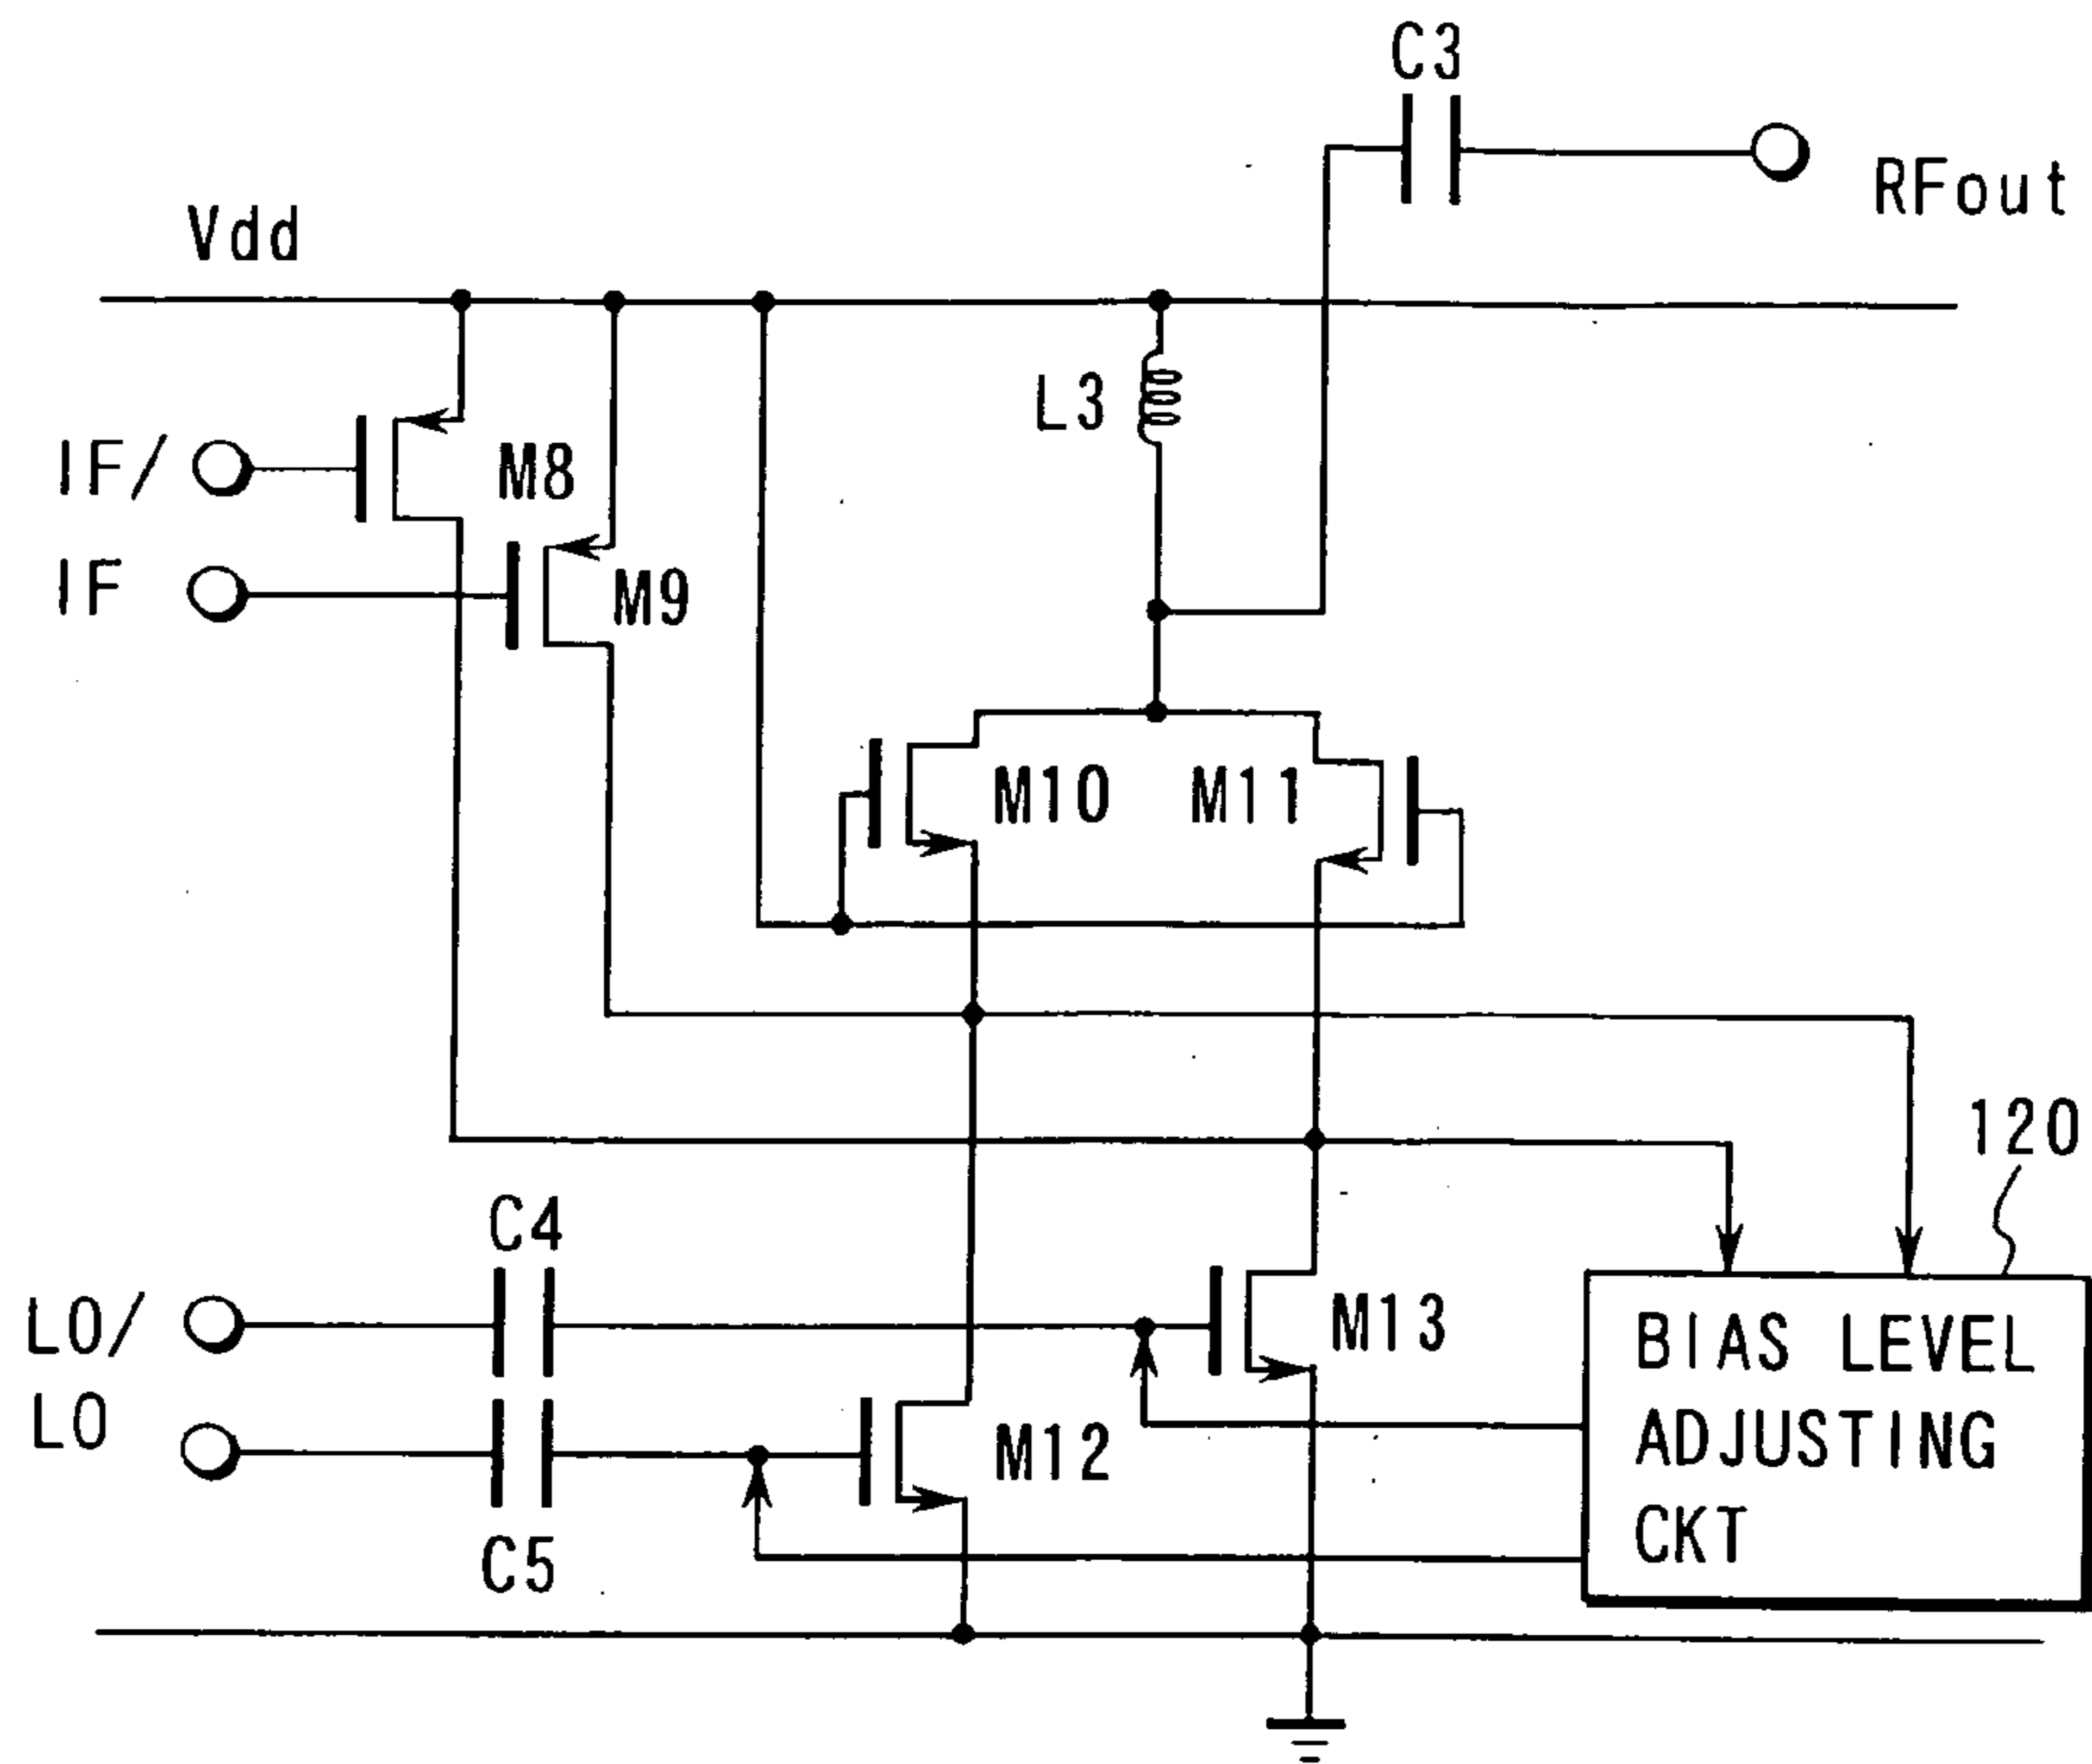 C3
RFout
Vdd
L3
IF/
M8
IF
M9
M10
M11
120
C4
LO/
M13
LO
M12
C5
BIAS LEVEL
ADJUSTING
CKT